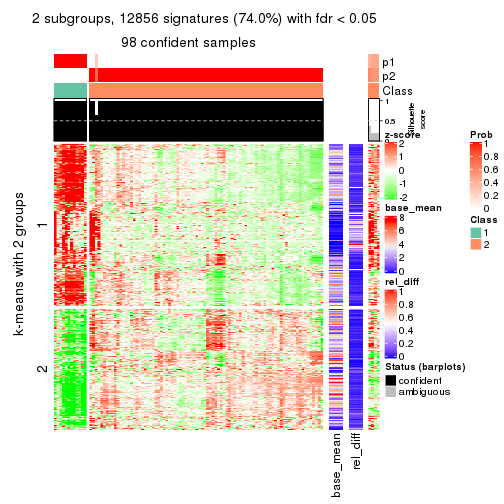 2 subgroups, 12856 signatures (74.0%) with fdr < 0.05
98 confident samples
p1
p2
Class
1
0.5
0
Silhouette
score
k-means with 2 groups
1
2
base_mean
rel_diff
z-score
2
1
0
-1
-2
base_mean
8
6
4
2
0
rel_diff
1
0.8
0.6
0.4
0.2
0
Status (barplots)
confident
ambiguous
Prob
1
0.8
0.6
0.4
0.2
0
Class
1
2